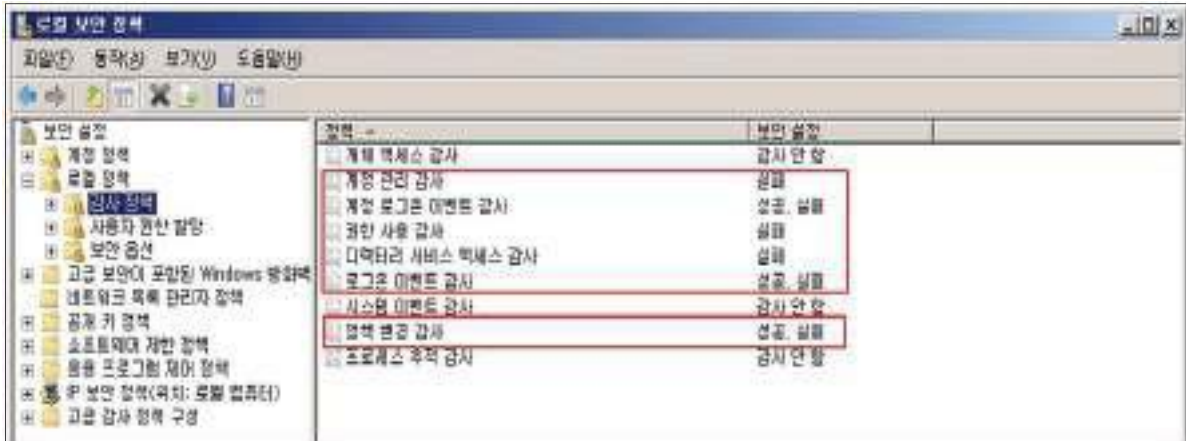 로컬 보안 정책
파일(F) 동작(A) 보기(V) 도움말(H)
보안 설정
계정 정책
로컬 정책
감사 정책
사용자 권한 할당
보안 옵션
고급 보안이 포함된 Windows 방화벽
네트워크 목록 관리자 정책
공개 키 정책
소프트웨어 제한 정책
응용 프로그램 제어 정책
IP 보안 정책(위치: 로컬 컴퓨터)
고급 감사 정책 구성
정책 보안 설정
개체 액세스 감사 감사 안 함
계정 관리 감사 실패
계정 로그온 이벤트 감사 성공, 실패
권한 사용 감사 실패
디렉터리 서비스 액세스 감사 실패
로그온 이벤트 감사 성공, 실패
시스템 이벤트 감사 감사 안 함
정책 변경 감사 성공, 실패
프로세스 추적 감사 감사 안 함